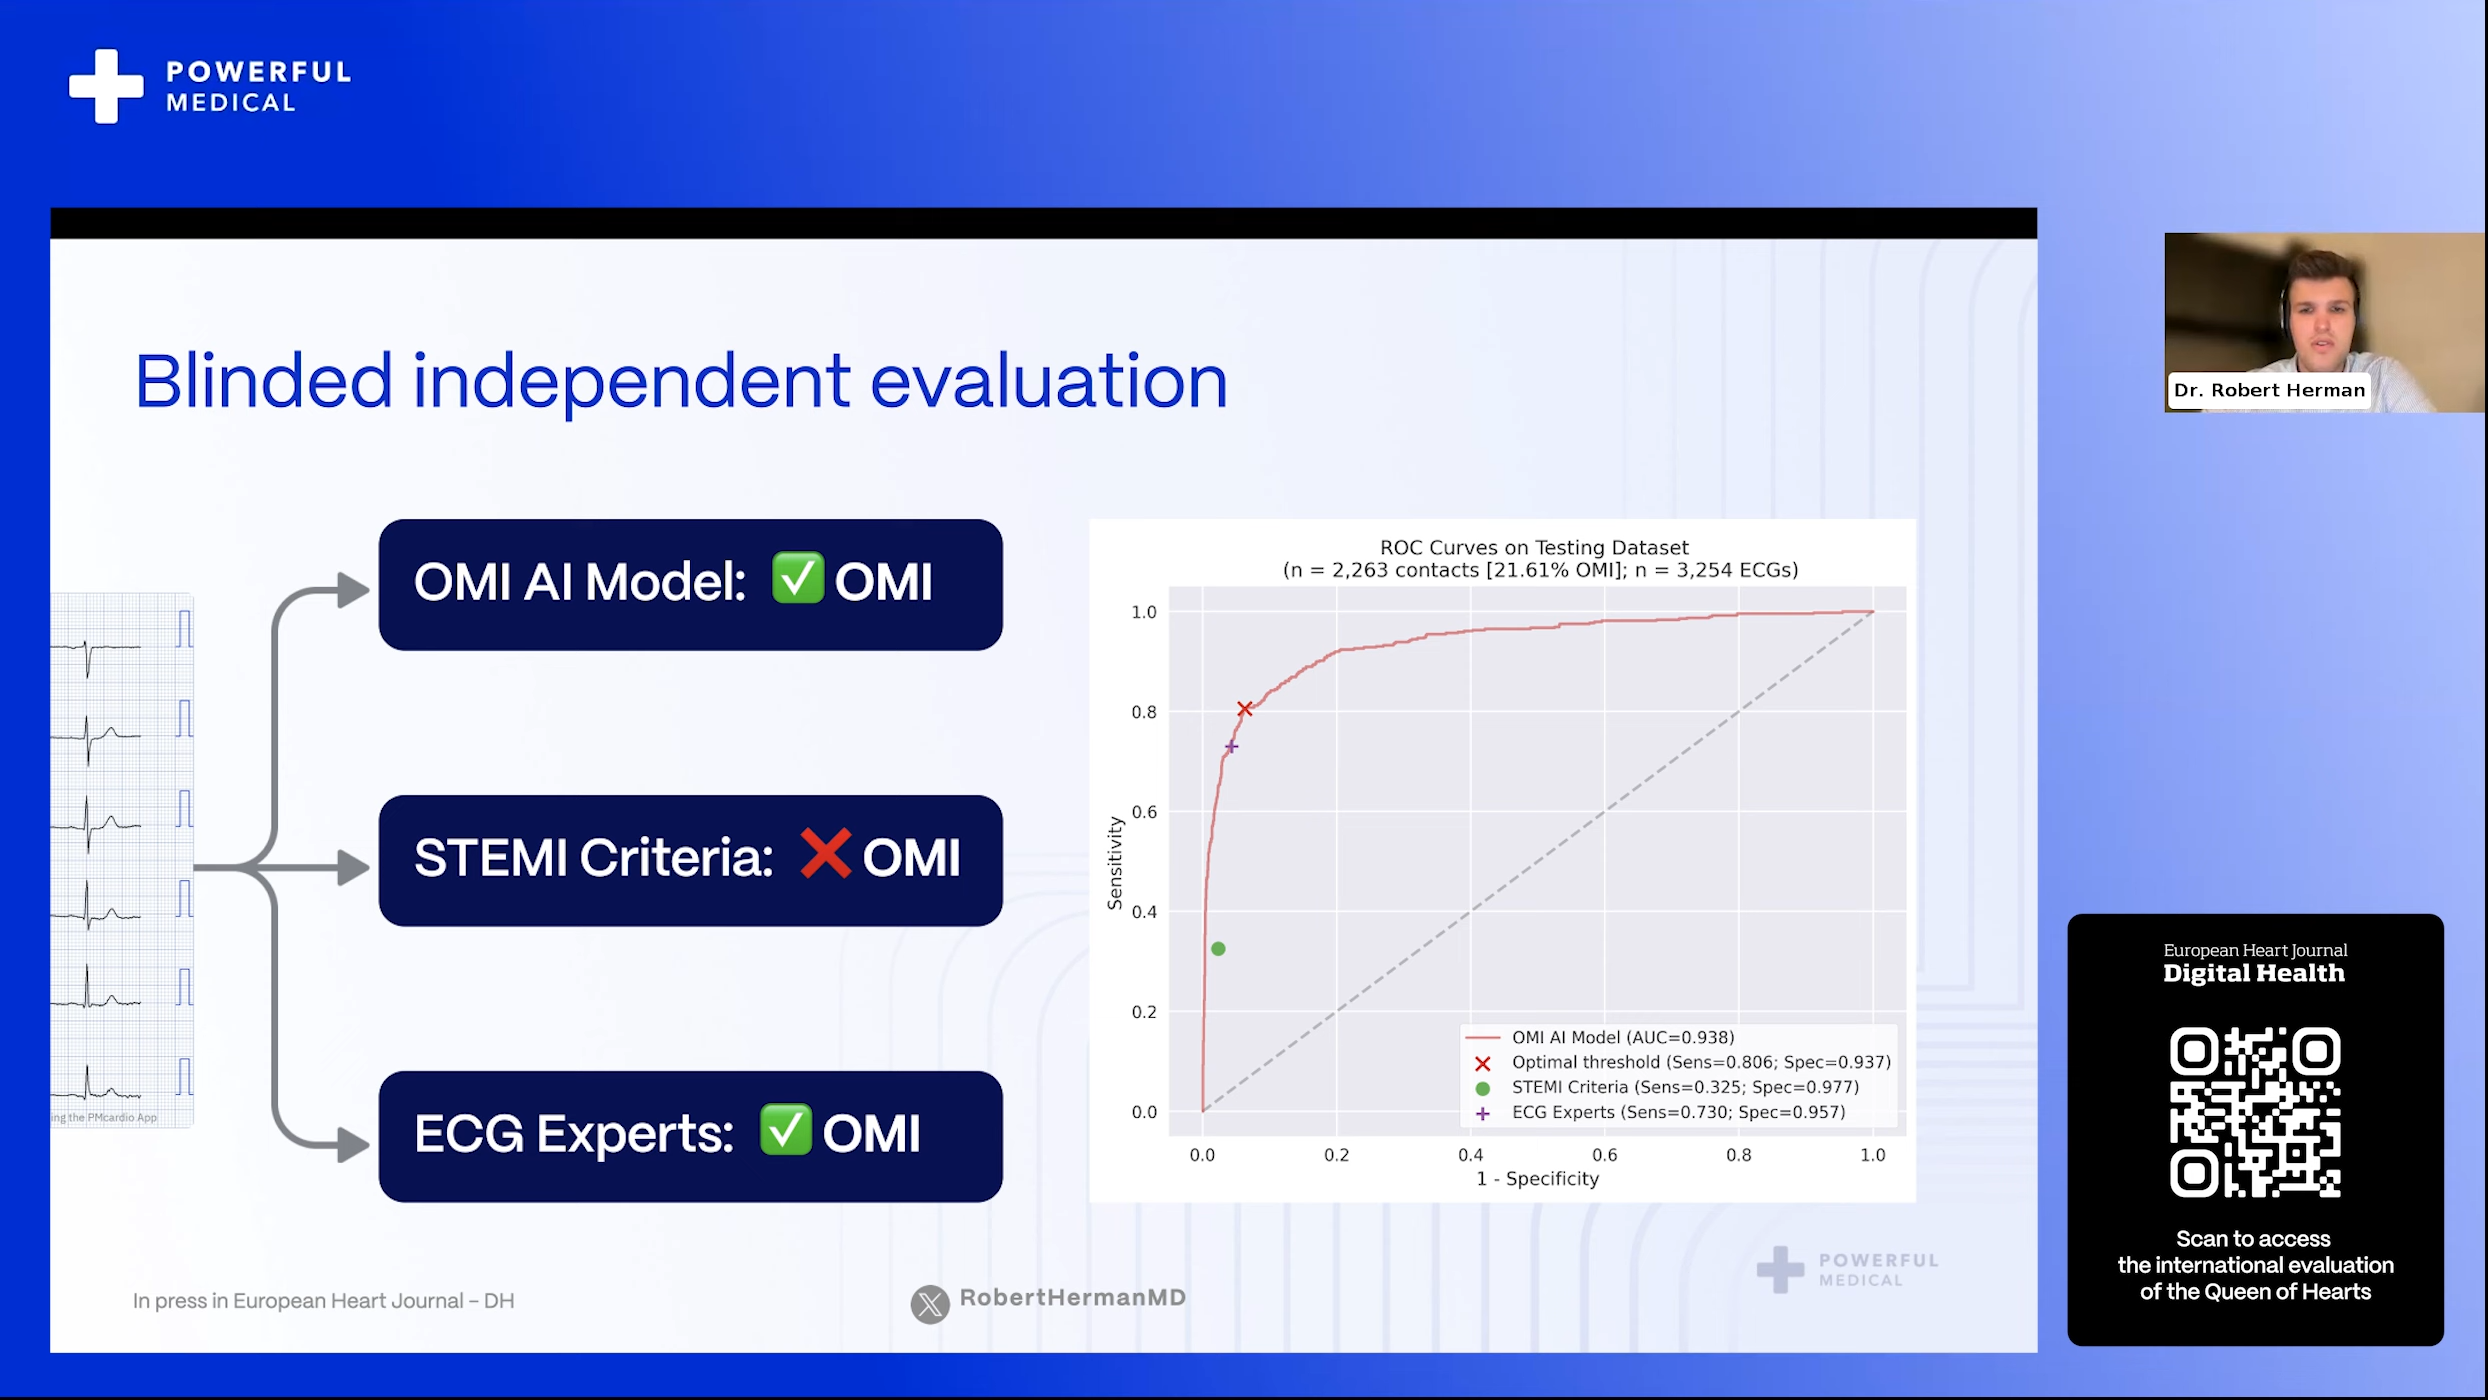 POWERFUL
MEDICAL
Blinded independent evaluation
OMI AI Model: ✅ OMI
STEMI Criteria: ❌ OMI
ECG Experts: ✅ OMI
ing the PMcardio App
ROC Curves on Testing Dataset
(n = 2,263 contacts [21.61% OMI]; n = 3,254 ECGs)
Sensitivity
1.0
0.8
0.6
0.4
0.2
0.0
0.0 0.2 0.4 0.6 0.8 1.0
1 - Specificity
OMI AI Model (AUC=0.938)
Optimal threshold (Sens=0.806; Spec=0.937)
STEMI Criteria (Sens=0.325; Spec=0.977)
ECG Experts (Sens=0.730; Spec=0.957)
In press in European Heart Journal – DH
RobertHermanMD
POWERFUL
MEDICAL
Dr. Robert Herman
European Heart Journal
Digital Health
Scan to access
the international evaluation
of the Queen of Hearts